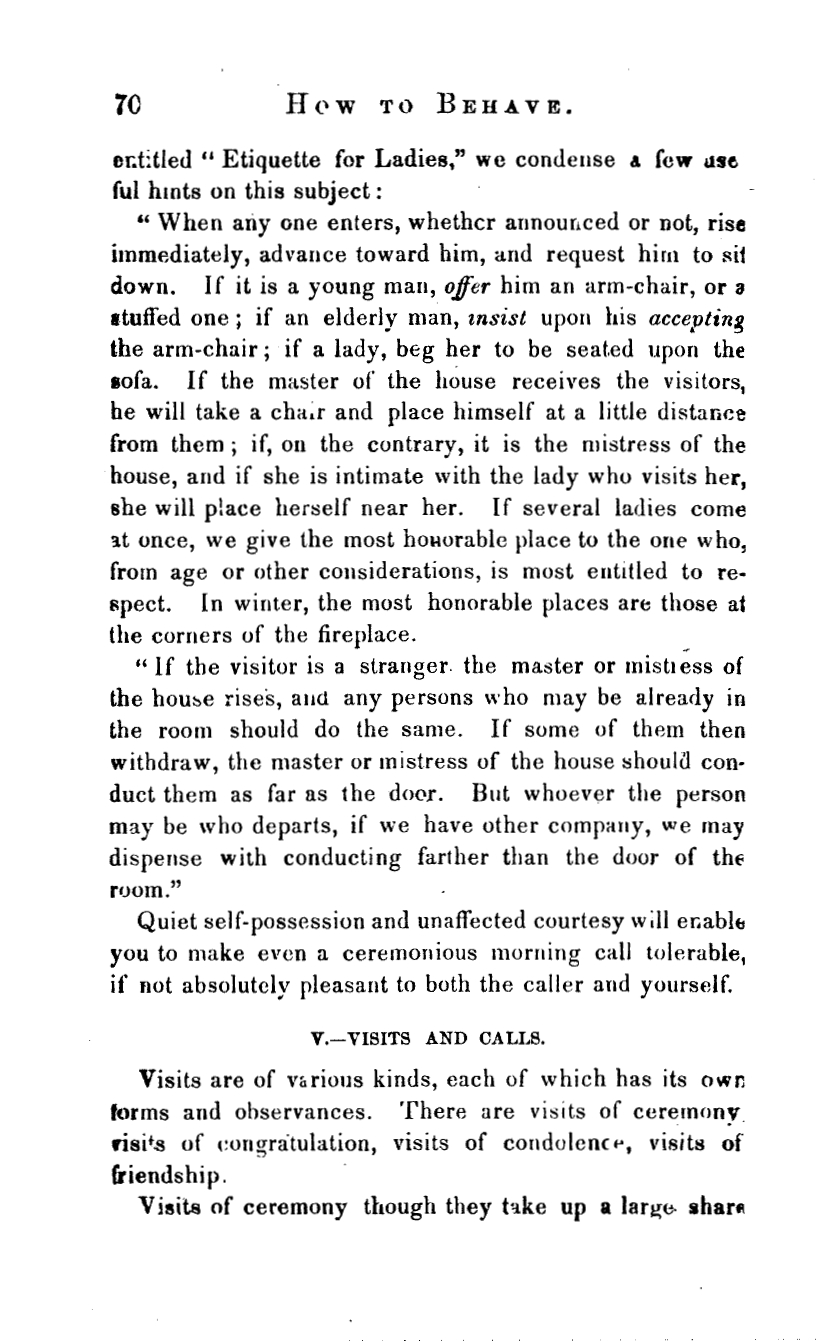 70 HOW TO BEHAVE.
entitled “ Etiquette for Ladies,” we condense a few use
ful hints on this subject :
“ When any one enters, whether announced or not, rise
immediately, advance toward him, and request him to sit
down. If it is a young man, offer him an arm-chair, or a
stuffed one ; if an elderly man, insist upon his accepting
the arm-chair ; if a lady, beg her to be seated upon the
sofa. If the master of the house receives the visitors,
he will take a chair and place himself at a little distance
from them ; if, on the contrary, it is the mistress of the
house, and if she is intimate with the lady who visits her,
she will place herself near her. If several ladies come
at once, we give the most honorable place to the one who,
from age or other considerations, is most entitled to re-
spect. In winter, the most honorable places are those at
the corners of the fireplace.
“ If the visitor is a stranger. the master or mistress of
the house rises, and any persons who may be already in
the room should do the same. If some of them then
withdraw, the master or mistress of the house should con-
duct them as far as the door. But whoever the person
may be who departs, if we have other company, we may
dispense with conducting farther than the door of the
room.”
Quiet self-possession and unaffected courtesy will enable
you to make even a ceremonious morning call tolerable,
if not absolutely pleasant to both the caller and yourself.
V.—VISITS AND CALLS.
Visits are of various kinds, each of which has its own
forms and observances. There are visits of ceremony.
visits of congratulation, visits of condolence, visits of
friendship.
Visits of ceremony though they take up a large share